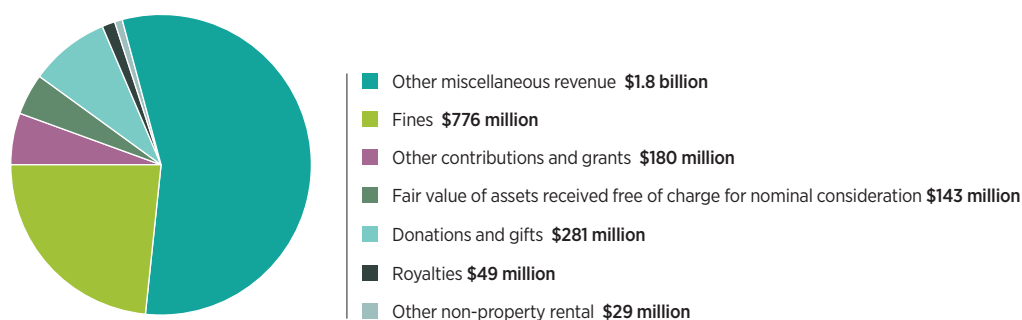 Other miscellaneous revenue $1.8 billion
Fines $776 million
Other contributions and grants $180 million
Fair value of assets received free of charge for nominal consideration $143 million
Donations and gifts $281 million
Royalties $49 million
Other non-property rental $29 million